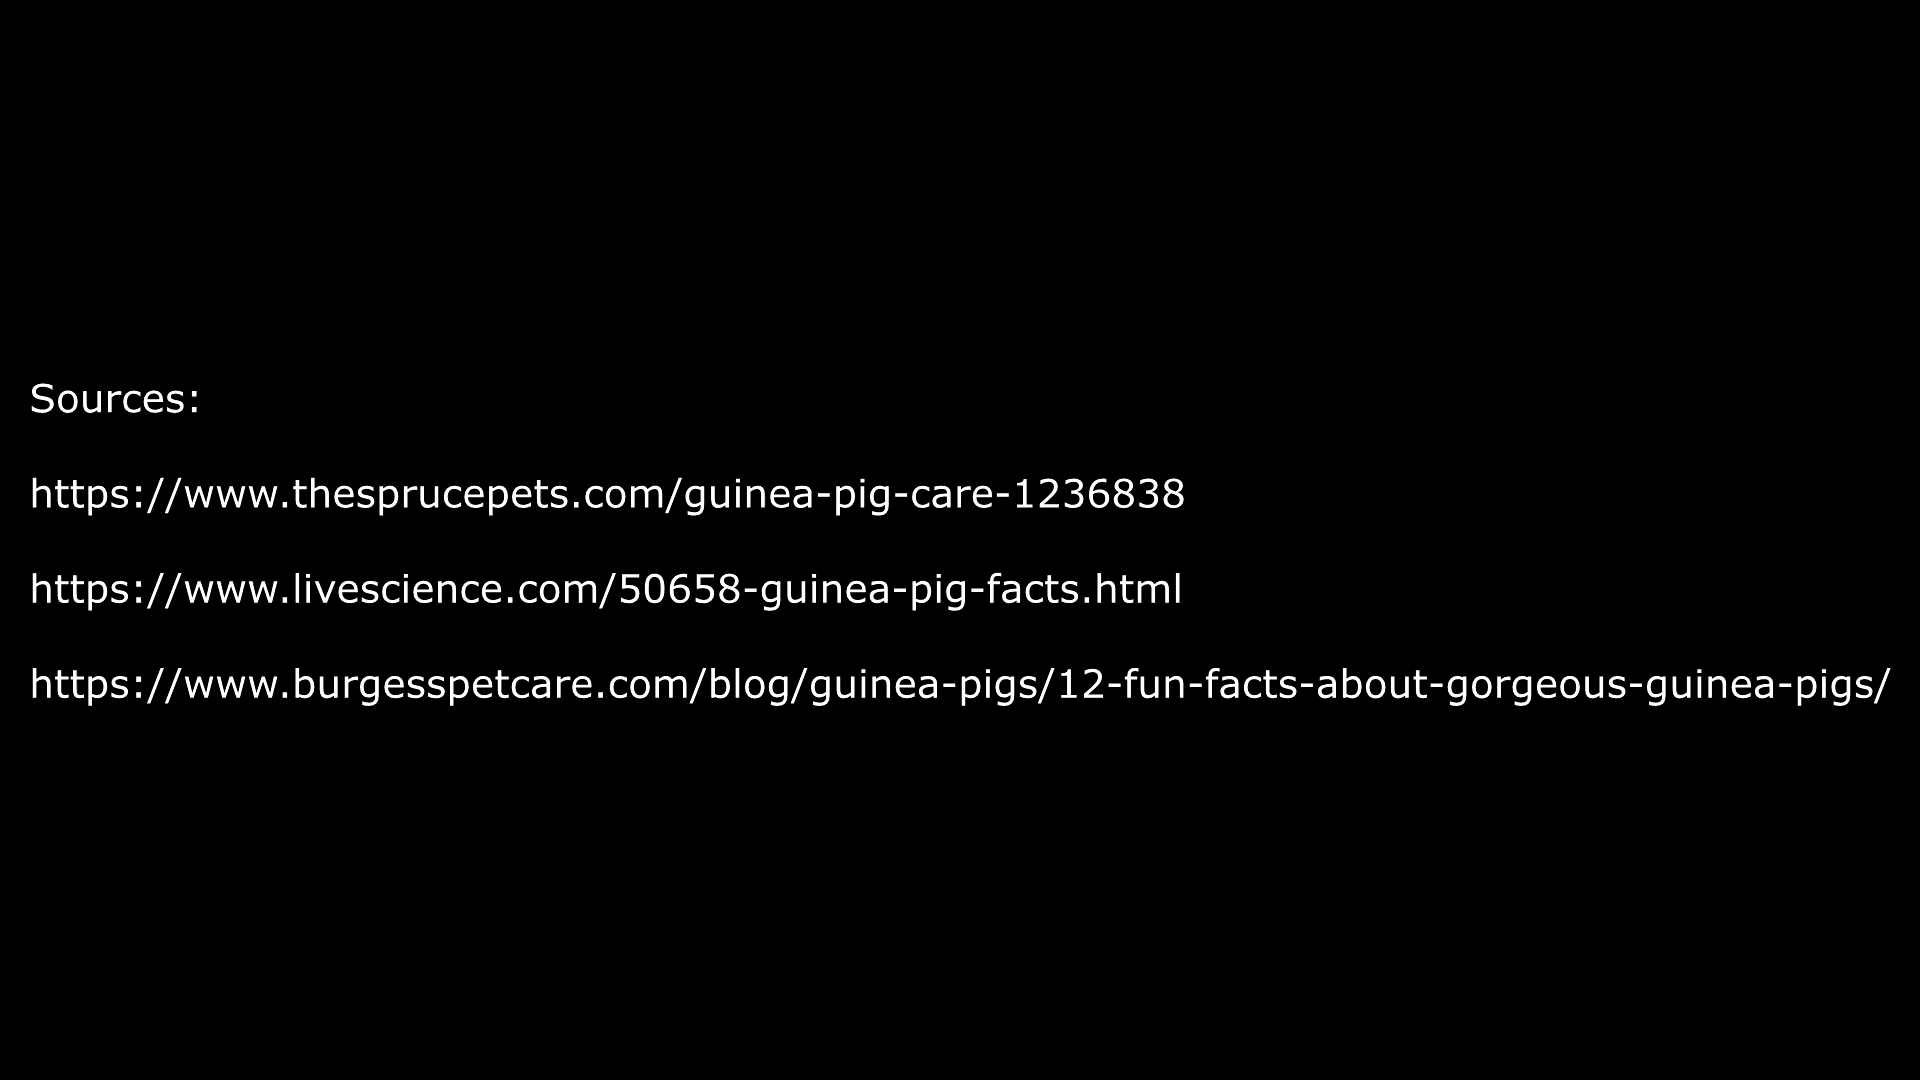 Sources:
https://www.thesprucepets.com/guinea-pig-care-1236838
https://www.livescience.com/50658-guinea-pig-facts.html
https://www.burgesspetcare.com/blog/guinea-pigs/12-fun-facts-about-gorgeous-guinea-pigs/